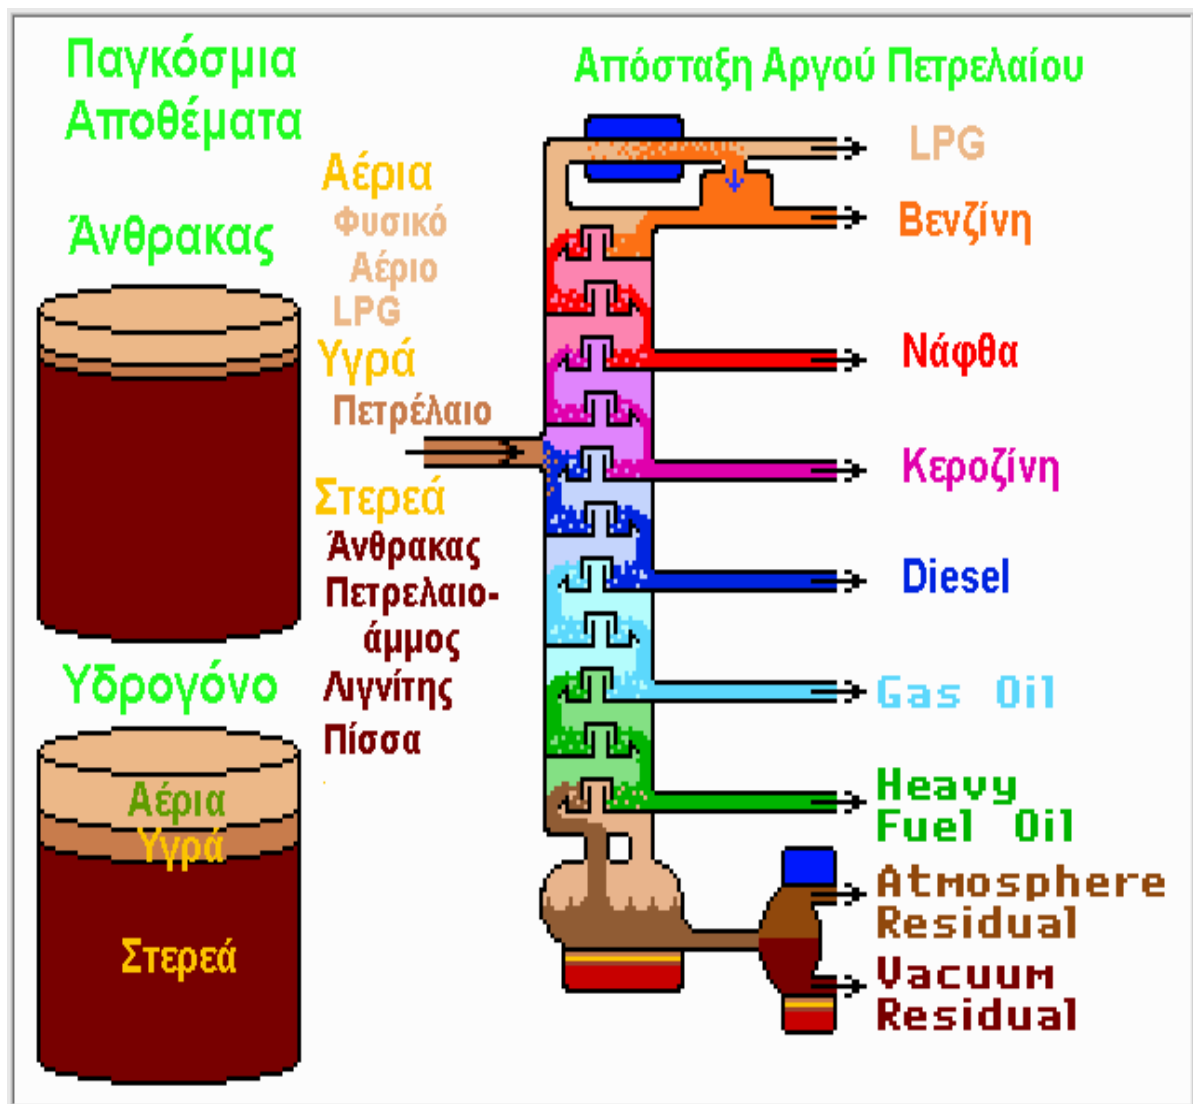 Παγκόσμια
Αποθέματα
Άνθρακας
Υδρογόνο
Αέρια
Υγρά
Στερεά
Αέρια
Φυσικό
Αέριο
LPG
Υγρά
Πετρέλαιο
Στερεά
Άνθρακας
Πετρελαιο-
άμμος
Λιγνίτης
Πίσσα
Απόσταξη Αργού Πετρελαίου
LPG
Βενζίνη
Νάφθα
Κεροζίνη
Diesel
Gas Oil
Heavy
Fuel Oil
Atmosphere
Residual
Vacuum
Residual